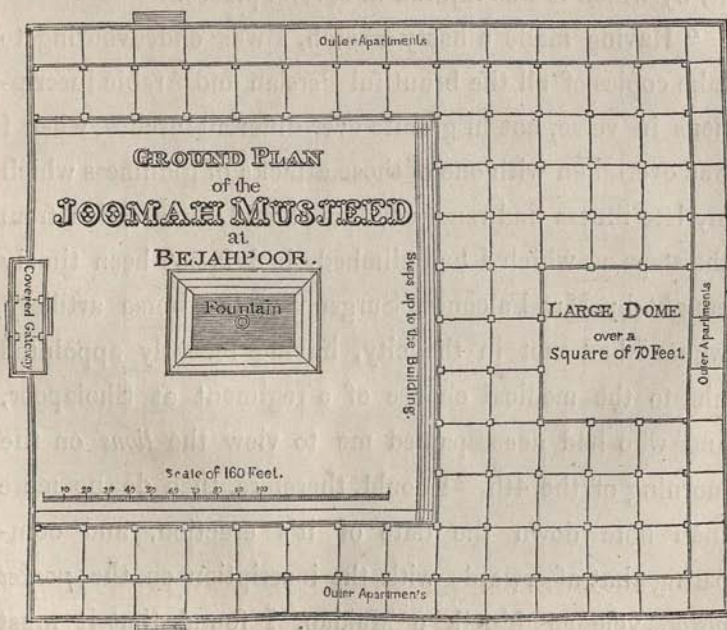 Outer Apartments
GROUND PLAN
of the
JOOMAH MUSJEED
at
BEJAHPOOR.
Covered Gateway
Fountain
Steps up to the Building.
LARGE DOME
over a
Square of 70 Feet.
Outer Apartments
Scale of 160 Feet.
10 20 30 40 50 60 70 80 90 100
Outer Apartmen's